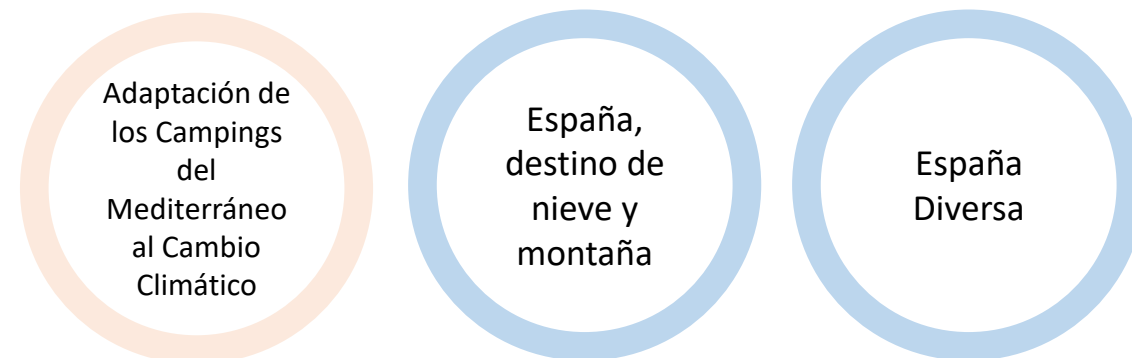 Adaptación de
los Campings
del
Mediterráneo
al Cambio
Climático
España,
destino de
nieve y
montaña
España
Diversa